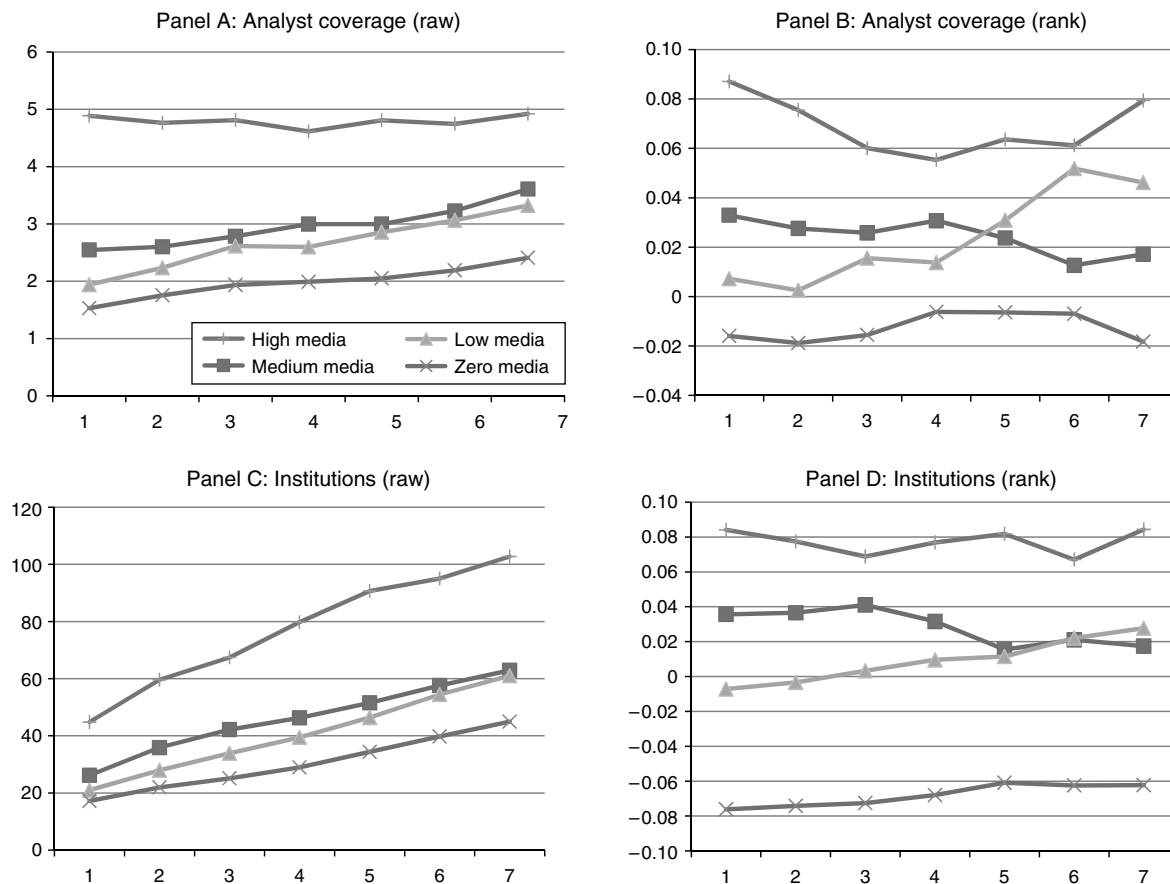 Panel A: Analyst coverage (raw)
6
5
4
3
2
1
0
High media
Low media
Medium media
Zero media
1 2 3 4 5 6 7
Panel B: Analyst coverage (rank)
0.10
0.08
0.06
0.04
0.02
0
−0.02
−0.04
1 2 3 4 5 6 7
Panel C: Institutions (raw)
120
100
80
60
40
20
0
1 2 3 4 5 6 7
Panel D: Institutions (rank)
0.10
0.08
0.06
0.04
0.02
0
−0.02
−0.04
−0.06
−0.08
−0.10
1 2 3 4 5 6 7